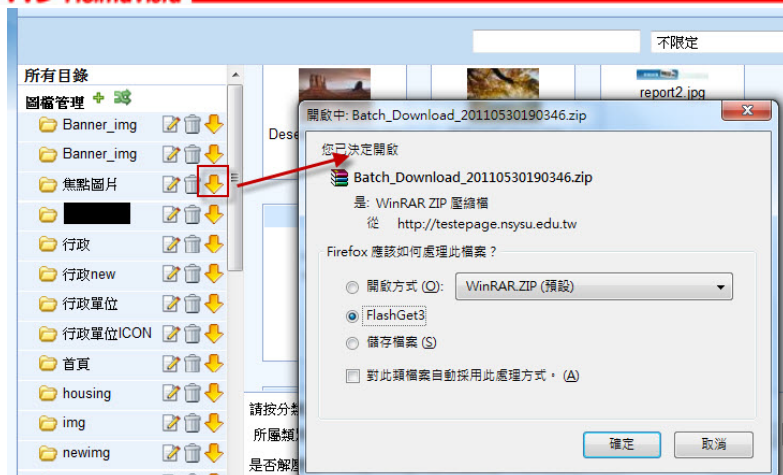 不限定
所有目錄
圖檔管理
Banner_img
Banner_img
焦點圖片
行政
行政new
行政單位
行政單位ICON
首頁
housing
img
newimg
report2.jpg
Dese
請按分
所屬類
是否解
開啟中: Batch_Download_20110530190346.zip
您已決定開啟
Batch_Download_20110530190346.zip
是: WinRAR ZIP 壓縮檔
從 http://testepage.nsysu.edu.tw
Firefox 應該如何處理此檔案？
開啟方式 (O): WinRAR.ZIP (預設)
FlashGet3
儲存檔案 (S)
對此類檔案自動採用此處理方式。(A)
確定 取消